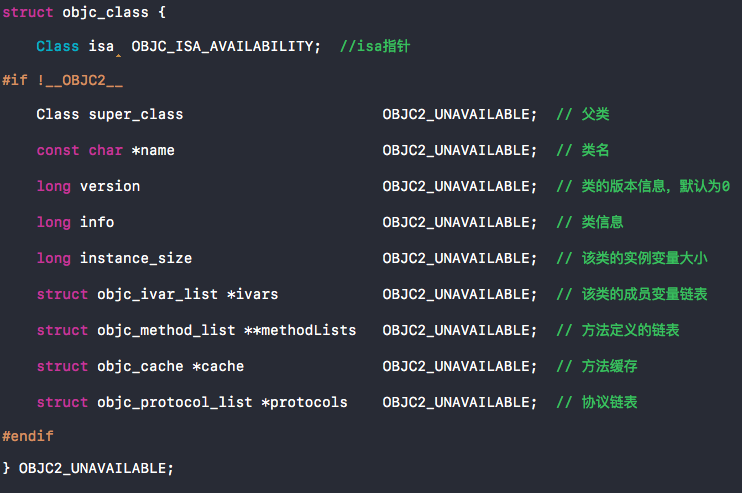 struct objc_class {
Class isa  OBJC_ISA_AVAILABILITY;  //isa指针
#if !__OBJC2__
Class super_class                       OBJC2_UNAVAILABLE;  // 父类
const char *name                        OBJC2_UNAVAILABLE;  // 类名
long version                            OBJC2_UNAVAILABLE;  // 类的版本信息，默认为0
long info                               OBJC2_UNAVAILABLE;  // 类信息
long instance_size                      OBJC2_UNAVAILABLE;  // 该类的实例变量大小
struct objc_ivar_list *ivars            OBJC2_UNAVAILABLE;  // 该类的成员变量链表
struct objc_method_list **methodLists   OBJC2_UNAVAILABLE;  // 方法定义的链表
struct objc_cache *cache                OBJC2_UNAVAILABLE;  // 方法缓存
struct objc_protocol_list *protocols    OBJC2_UNAVAILABLE;  // 协议链表
#endif
} OBJC2_UNAVAILABLE;